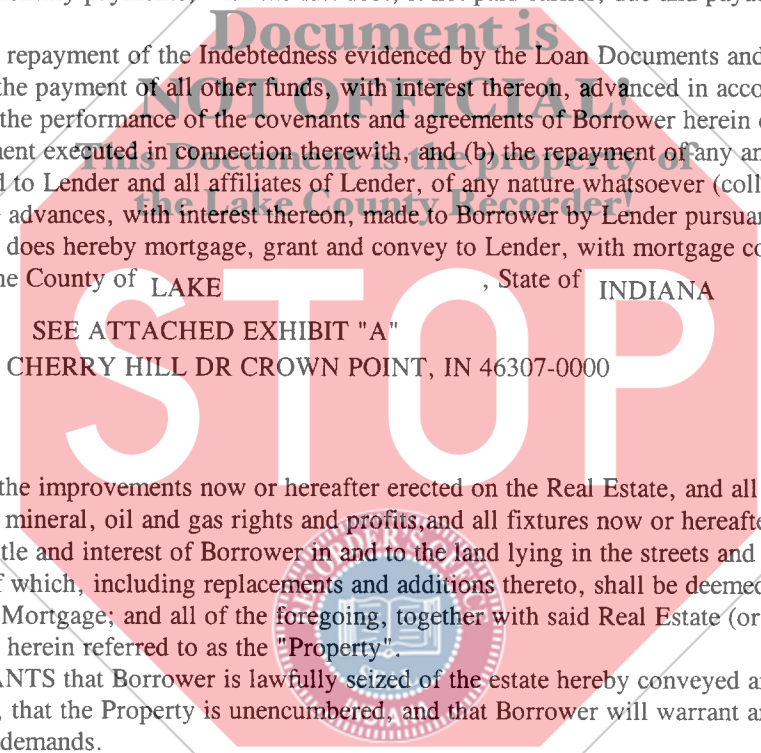 Document is
repayment of the Indebtedness evidenced by the Loan Documents and
the payment of all other funds, with interest thereon, advanced in acco
NOT OFFICIAL!
the performance of the covenants and agreements of Borrower herein
ment executed in connection therewith, and (b) the repayment of any an
This Document is the property of
d to Lender and all affiliates of Lender, of any nature whatsoever (coll
the Lake County Recorder!
advances, with interest thereon, made to Borrower by Lender pursuan
does hereby mortgage, grant and convey to Lender, with mortgage co
ne County of LAKE , State of INDIANA
SEE ATTACHED EXHIBIT "A"
CHERRY HILL DR CROWN POINT, IN 46307-0000
STOP
the improvements now or hereafter erected on the Real Estate, and all
mineral, oil and gas rights and profits,and all fixtures now or hereafte
tle and interest of Borrower in and to the land lying in the streets and
f which, including replacements and additions thereto, shall be deemed
Mortgage; and all of the foregoing, together with said Real Estate (or
herein referred to as the "Property".
ANTS that Borrower is lawfully seized of the estate hereby conveyed a
, that the Property is unencumbered, and that Borrower will warrant a
demands.